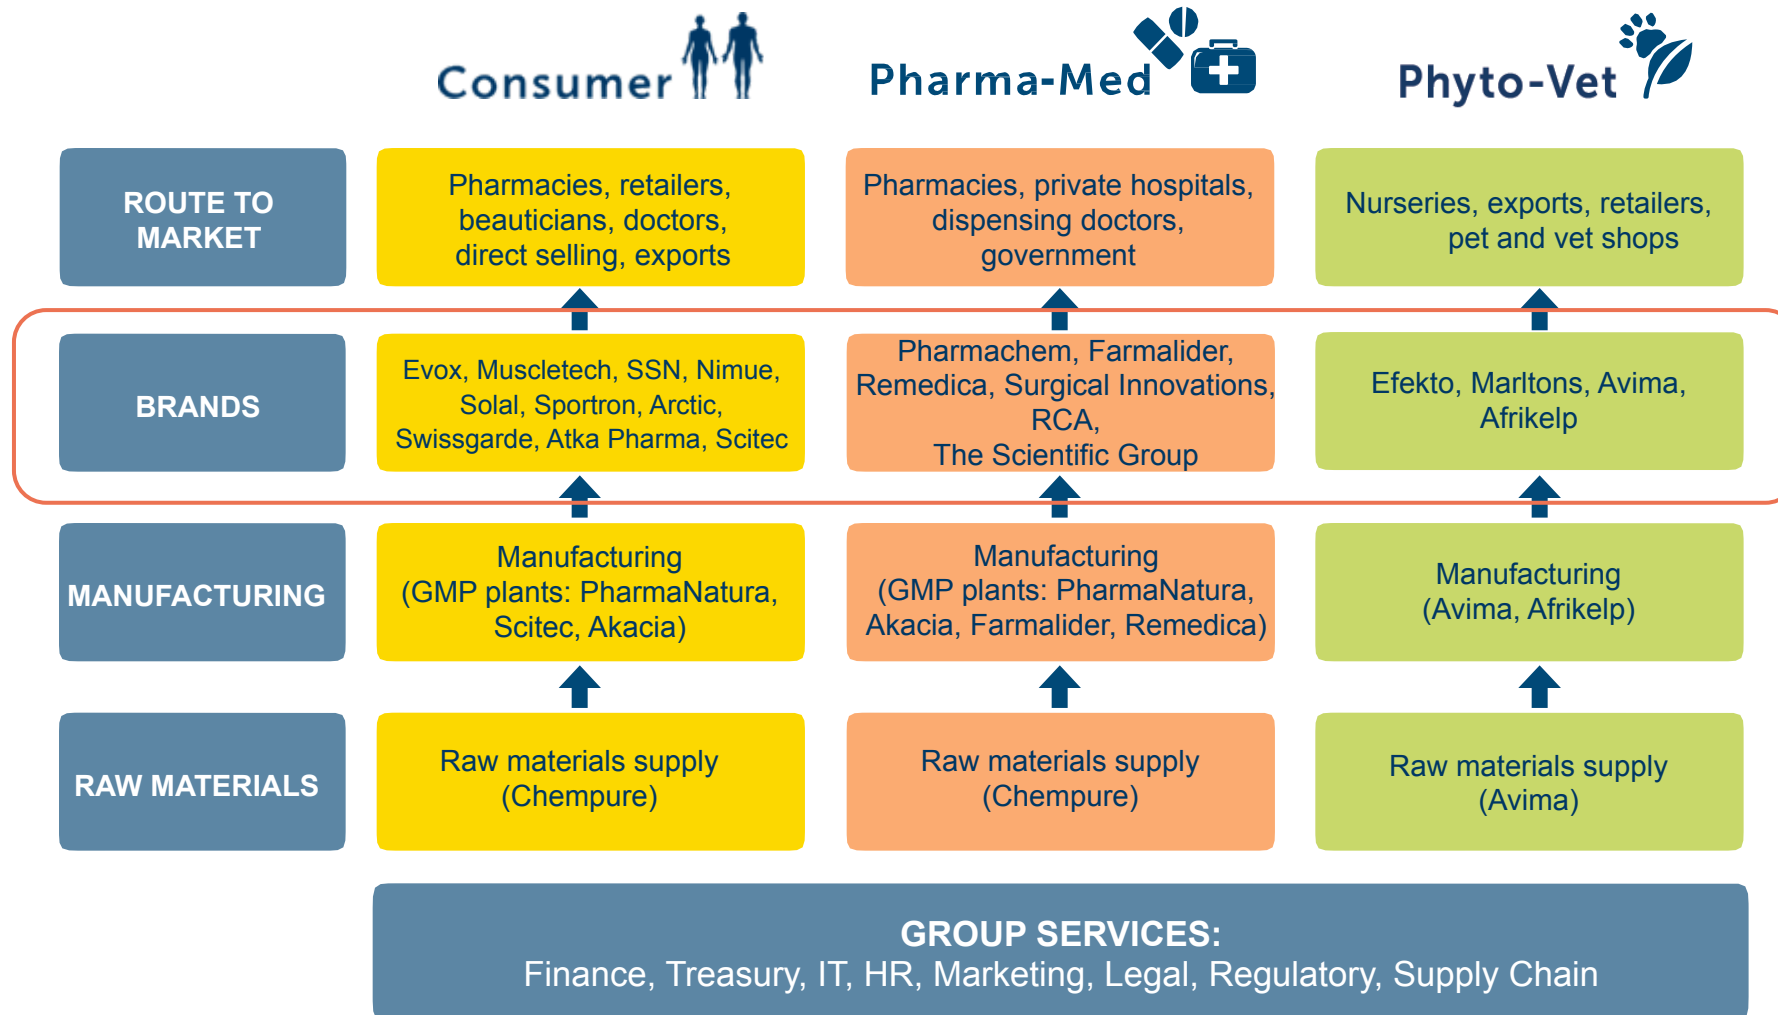 Consumer
Pharma-Med
Phyto-Vet
ROUTE TO
MARKET
Pharmacies, retailers,
beauticians, doctors,
direct selling, exports
Pharmacies, private hospitals,
dispensing doctors,
government
Nurseries, exports, retailers,
pet and vet shops
BRANDS
Evox, Muscletech, SSN, Nimue,
Solal, Sportron, Arctic,
Swissgarde, Atka Pharma, Scitec
Pharmachem, Farmalider,
Remedica, Surgical Innovations,
RCA,
The Scientific Group
Efekto, Marltons, Avima,
Afrikelp
MANUFACTURING
Manufacturing
(GMP plants: PharmaNatura,
Scitec, Akacia)
Manufacturing
(GMP plants: PharmaNatura,
Akacia, Farmalider, Remedica)
Manufacturing
(Avima, Afrikelp)
RAW MATERIALS
Raw materials supply
(Chempure)
Raw materials supply
(Chempure)
Raw materials supply
(Avima)
GROUP SERVICES:
Finance, Treasury, IT, HR, Marketing, Legal, Regulatory, Supply Chain